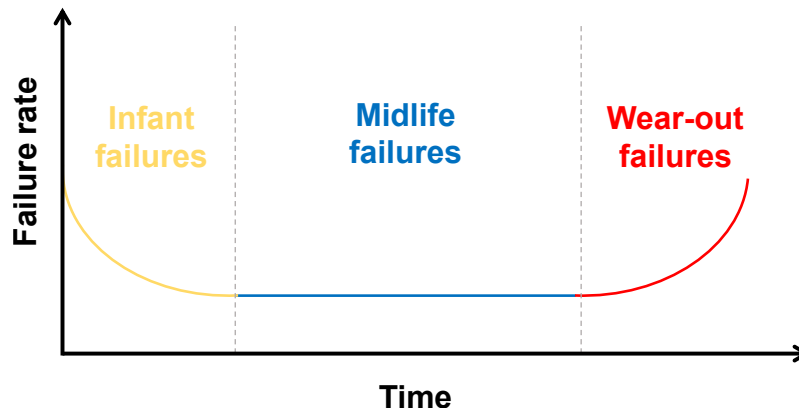 Failure rate
Infant
failures
Midlife
failures
Wear-out
failures
Time